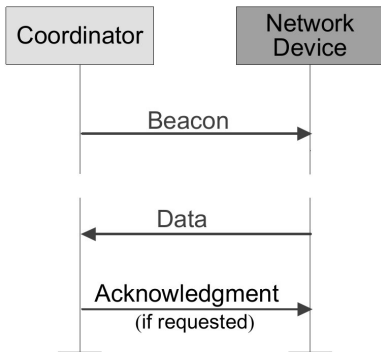 Coordinator
Network
Device
Beacon
Data
Acknowledgment
(if requested)